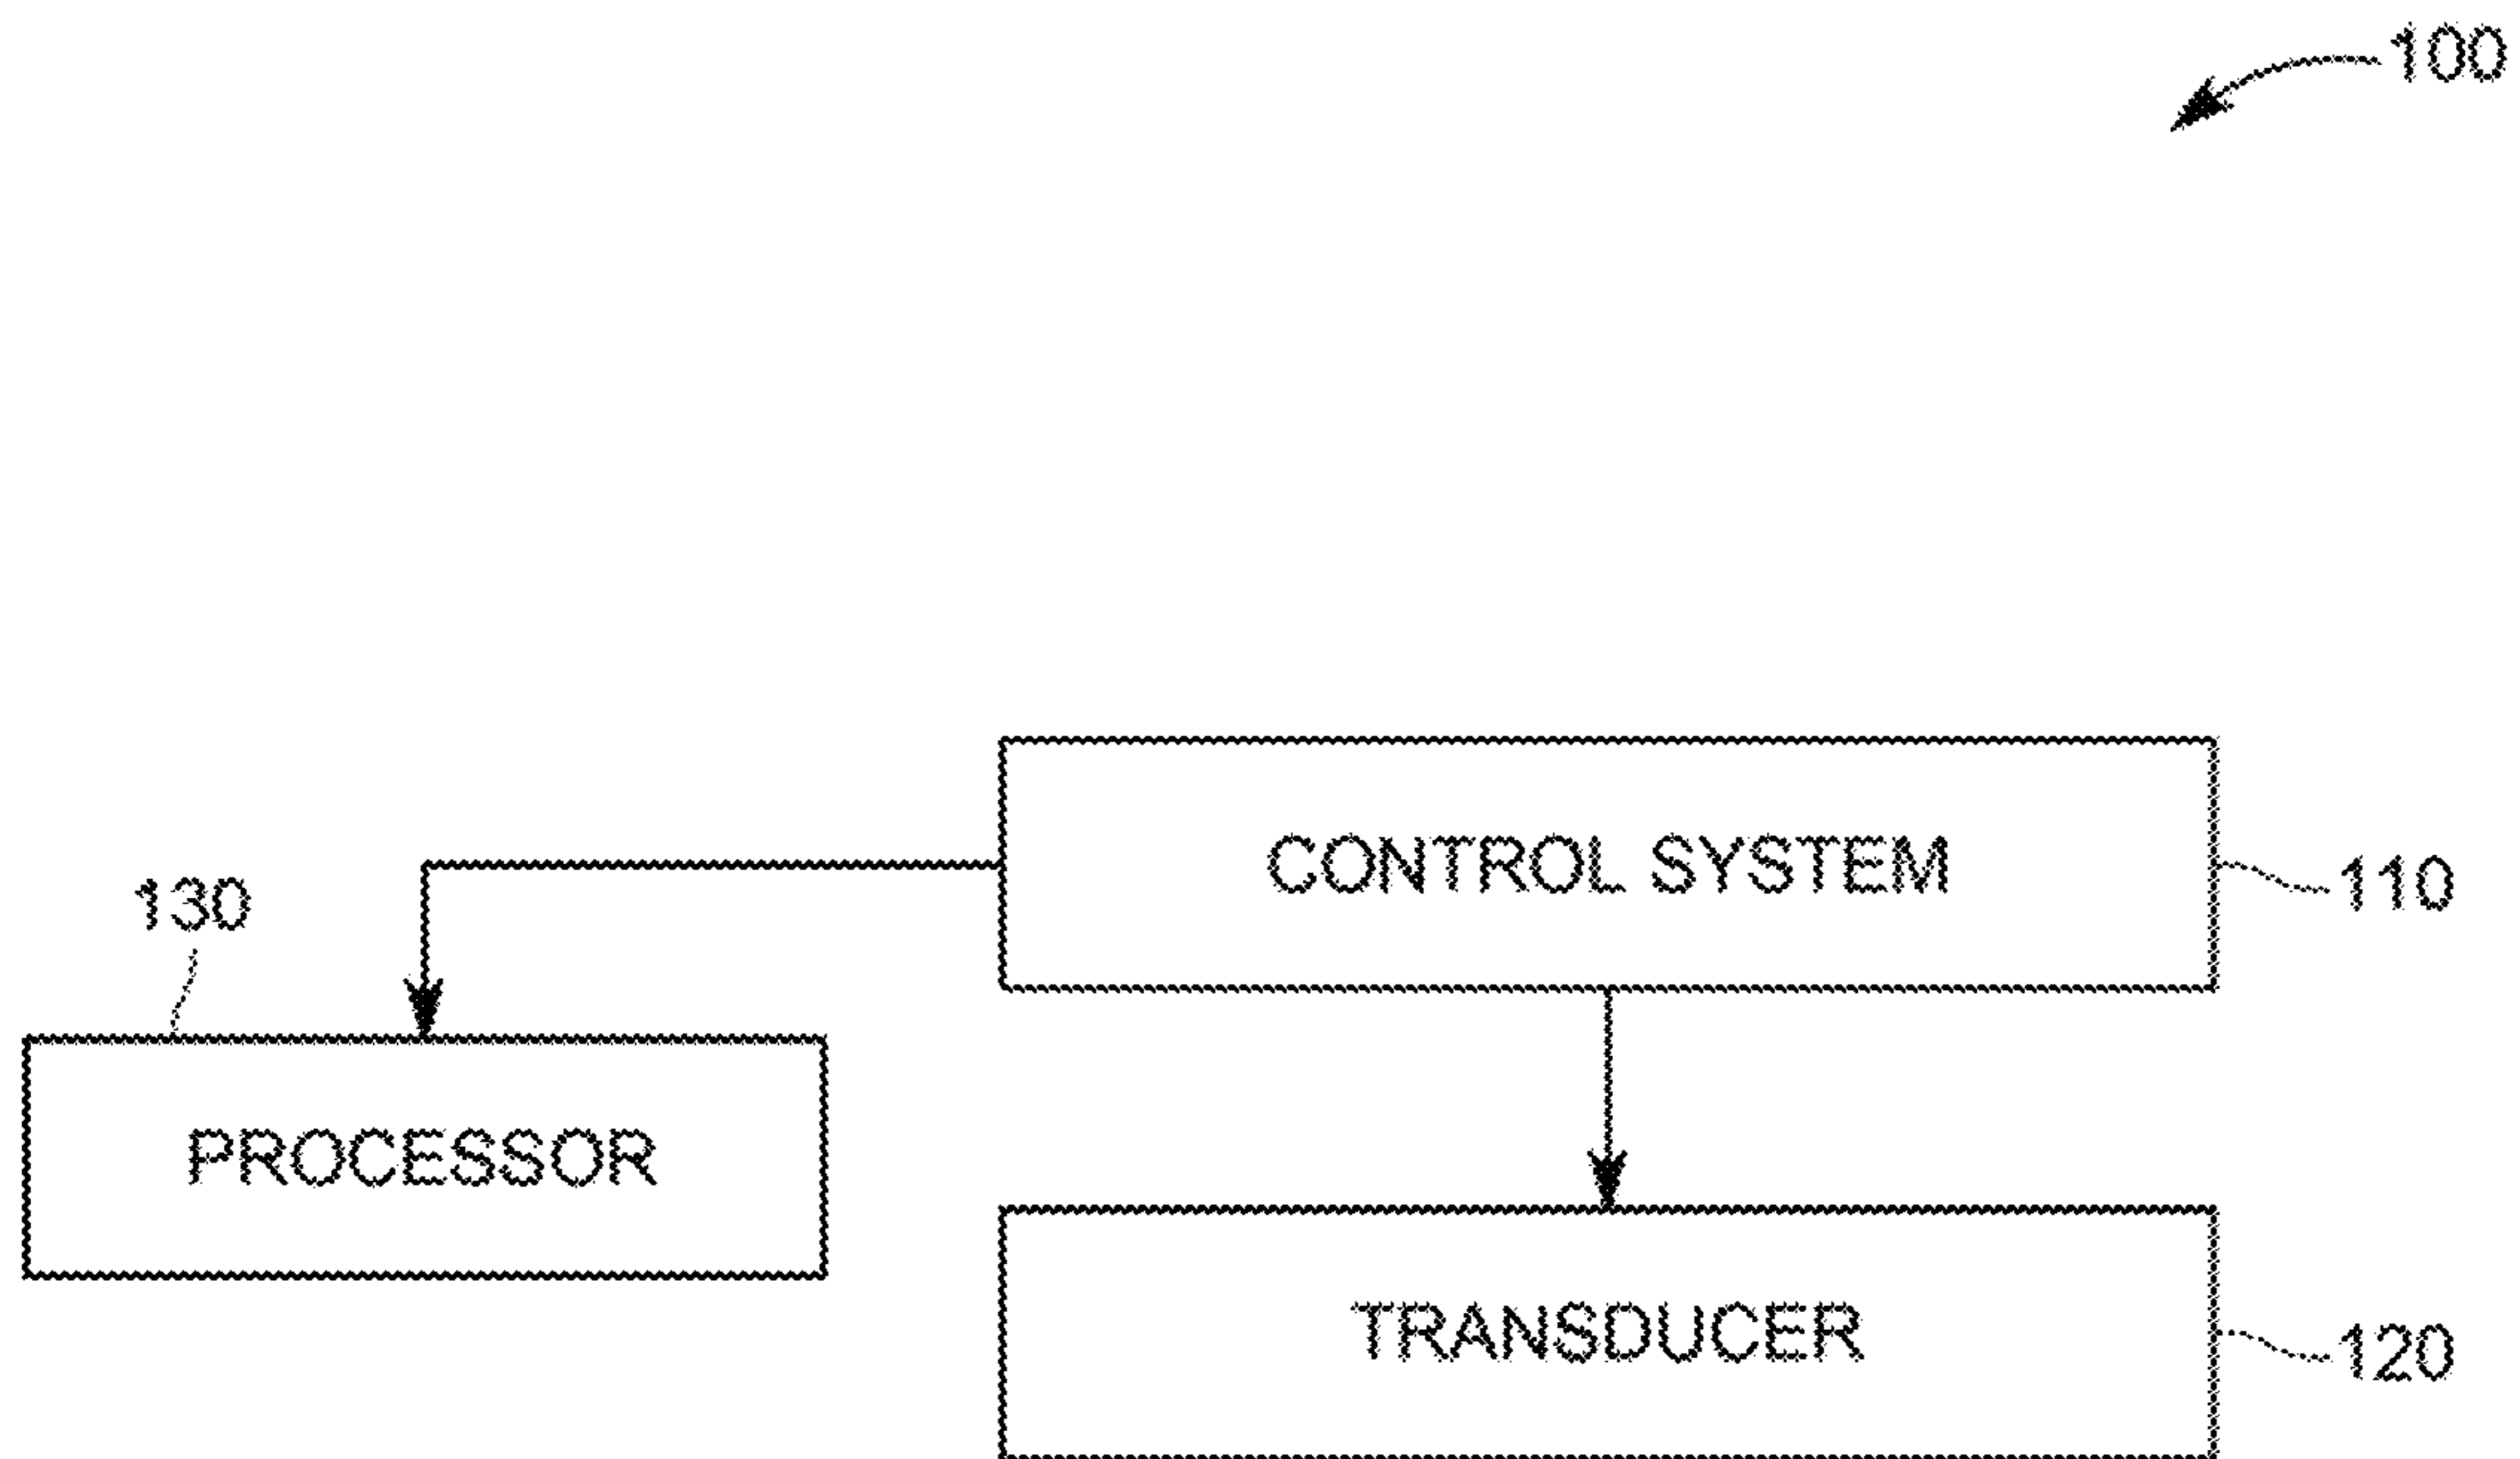 100
CONTROL SYSTEM
110
130
PROCESSOR
TRANSDUCER
120